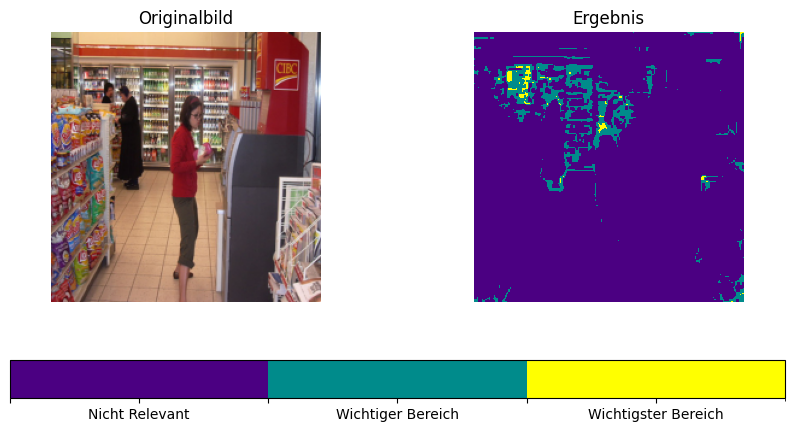 Originalbild
Ergebnis
CIBC
Nicht Relevant
Wichtiger Bereich
Wichtigster Bereich